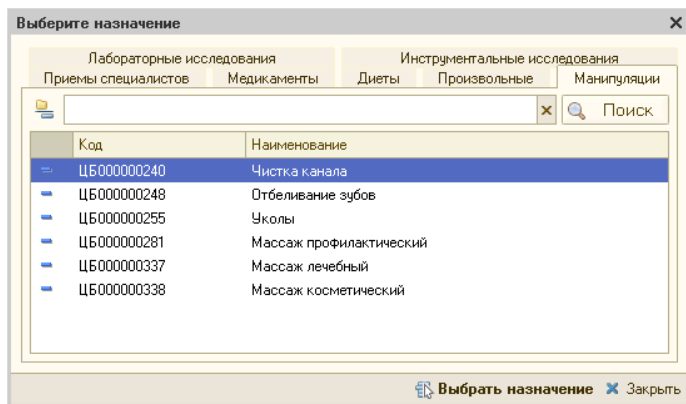 Выберите назначение
Лабораторные исследования Инструментальные исследования
Приемы специалистов Медикаменты Диеты Произвольные Манипуляции
Поиск
Код Наименование
ЦБ000000240 Чистка канала
ЦБ000000248 Отбеливание зубов
ЦБ000000255 Уколы
ЦБ000000281 Массаж профилактический
ЦБ000000337 Массаж лечебный
ЦБ000000338 Массаж косметический
Выбрать назначение Закрыть